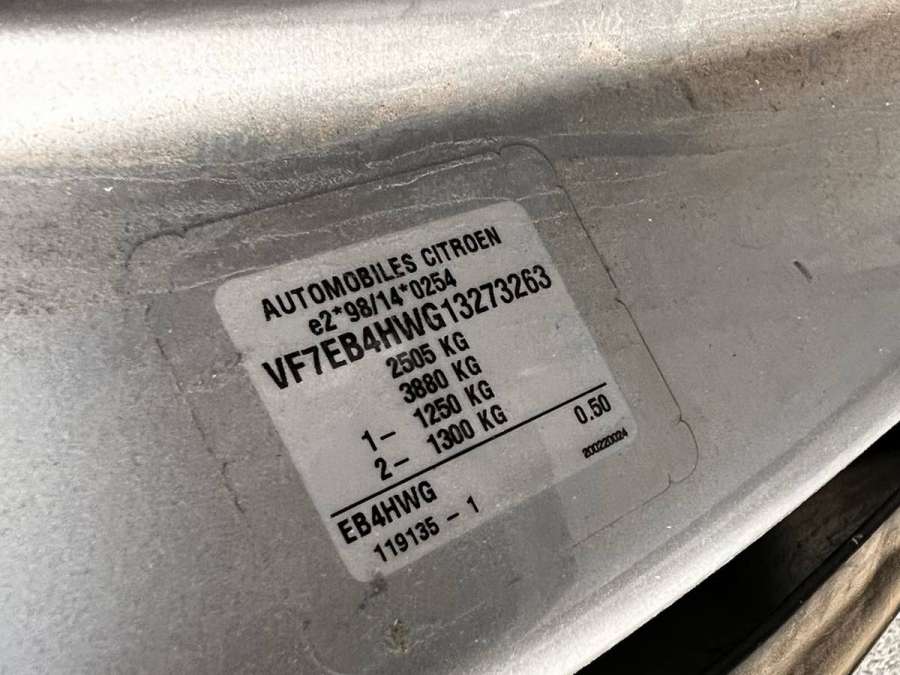 AUTOMOBILES CITROEN
e2*98/14*0254
VF7EB4HWG13273263
2505 KG
3880 KG
1- 1250 KG
2- 1300 KG
0.50
EB4HWG
200220024
119135 - 1